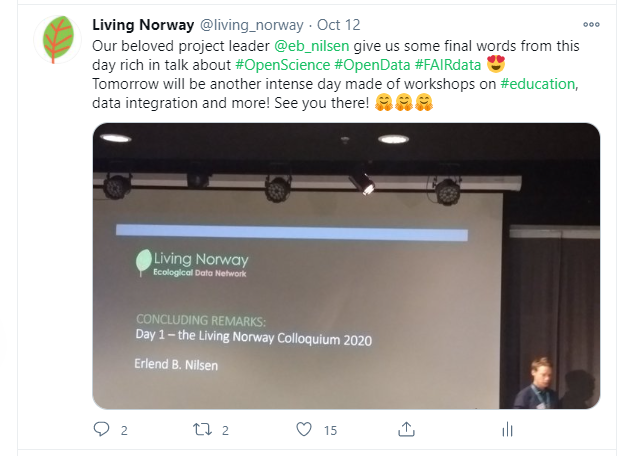 Living Norway @living_norway · Oct 12
Our beloved project leader @eb_nilsen give us some final words from this
day rich in talk about #OpenScience #OpenData #FAIRdata 😍
Tomorrow will be another intense day made of workshops on #education,
data integration and more! See you there! 🤗🤗🤗
Living Norway
Ecological Data Network
CONCLUDING REMARKS:
Day 1 – the Living Norway Colloquium 2020
Erlend B. Nilsen
2 2 15